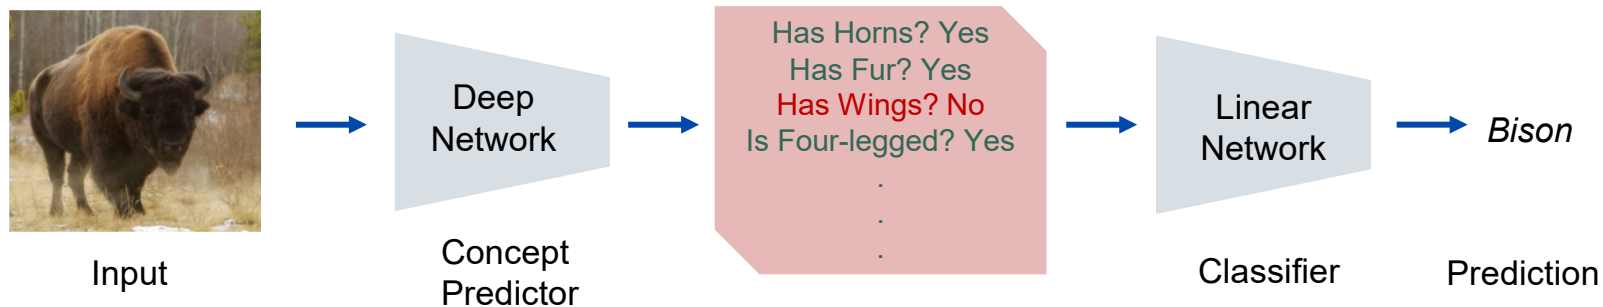 Input
Deep
Network
Concept
Predictor
Has Horns? Yes
Has Fur? Yes
Has Wings? No
Is Four-legged? Yes
.
.
.
Linear
Network
Classifier
Bison
Prediction